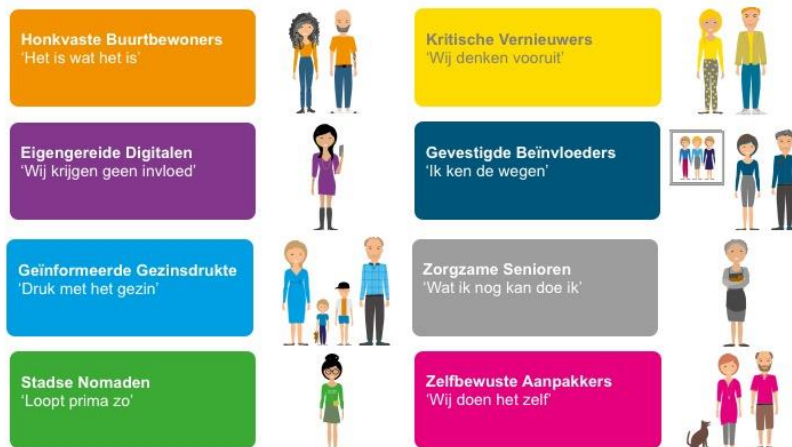 Honkvaste Buurtbewoners
'Het is wat het is'
Kritische Vernieuwers
'Wij denken vooruit'
Eigengereide Digitalen
'Wij krijgen geen invloed'
Gevestigde Beïnvloeders
'Ik ken de wegen'
Geïnformeerde Gezinsdrukte
'Druk met het gezin'
Zorgzame Senioren
'Wat ik nog kan doe ik'
Stadse Nomaden
'Loopt prima zo'
Zelfbewuste Aanpakkers
'Wij doen het zelf'